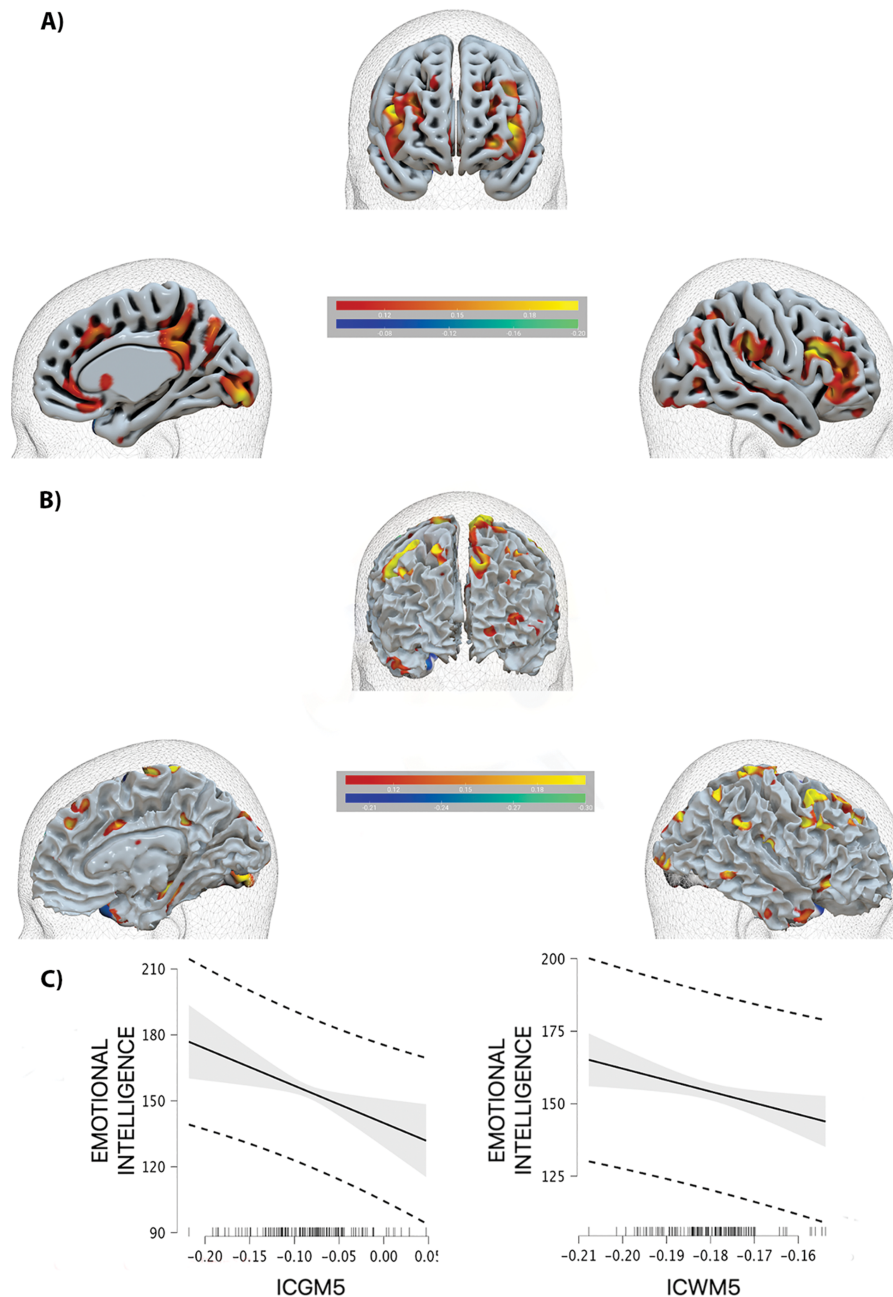 A)
0.12 0.15 0.18
-0.09 -0.12 -0.16 -0.20
B)
0.12 0.15 0.18
-0.21 -0.24 -0.27 -0.30
C)
EMOTIONAL
INTELLIGENCE
210
180
150
120
90
−0.20 −0.15 −0.10 −0.05 0.00 0.05
ICGM5
EMOTIONAL
INTELLIGENCE
200
175
150
125
−0.21 −0.20 −0.19 −0.18 −0.17 −0.16
ICWM5